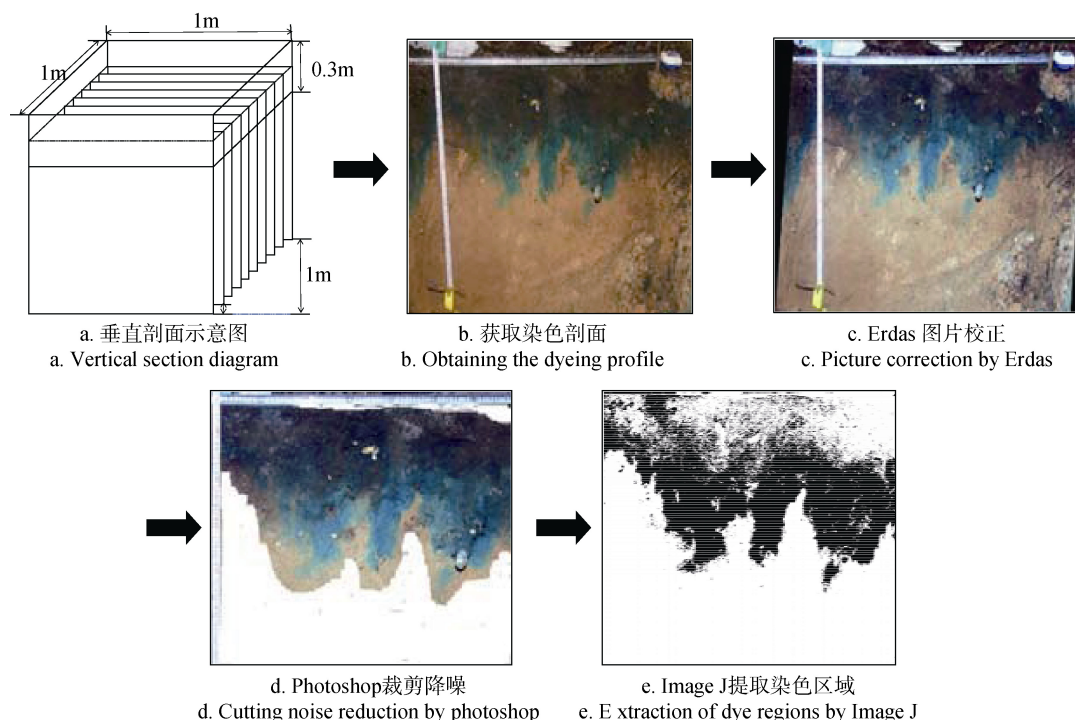 1m
1m
0.3m
1m
a. 垂直剖面示意图
a. Vertical section diagram
b. 获取染色剖面
b. Obtaining the dyeing profile
c. Erdas 图片校正
c. Picture correction by Erdas
d. Photoshop裁剪降噪
d. Cutting noise reduction by photoshop
e. Image J提取染色区域
e. E xtraction of dye regions by Image J